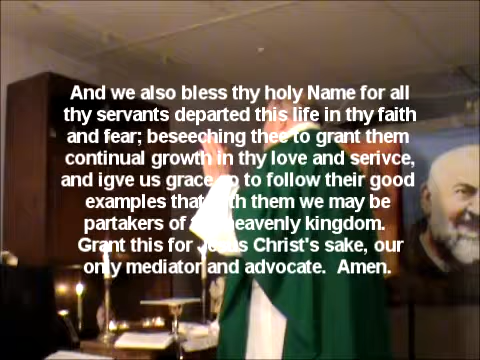 And we also bless thy holy Name for all
thy servants departed this life in thy faith
and fear; beseeching thee to grant them
continual growth in thy love and serivce,
and igve us grace so to follow their good
examples that with them we may be
partakers of thy heavenly kingdom.
Grant this for Jesus Christ's sake, our
only mediator and advocate. Amen.